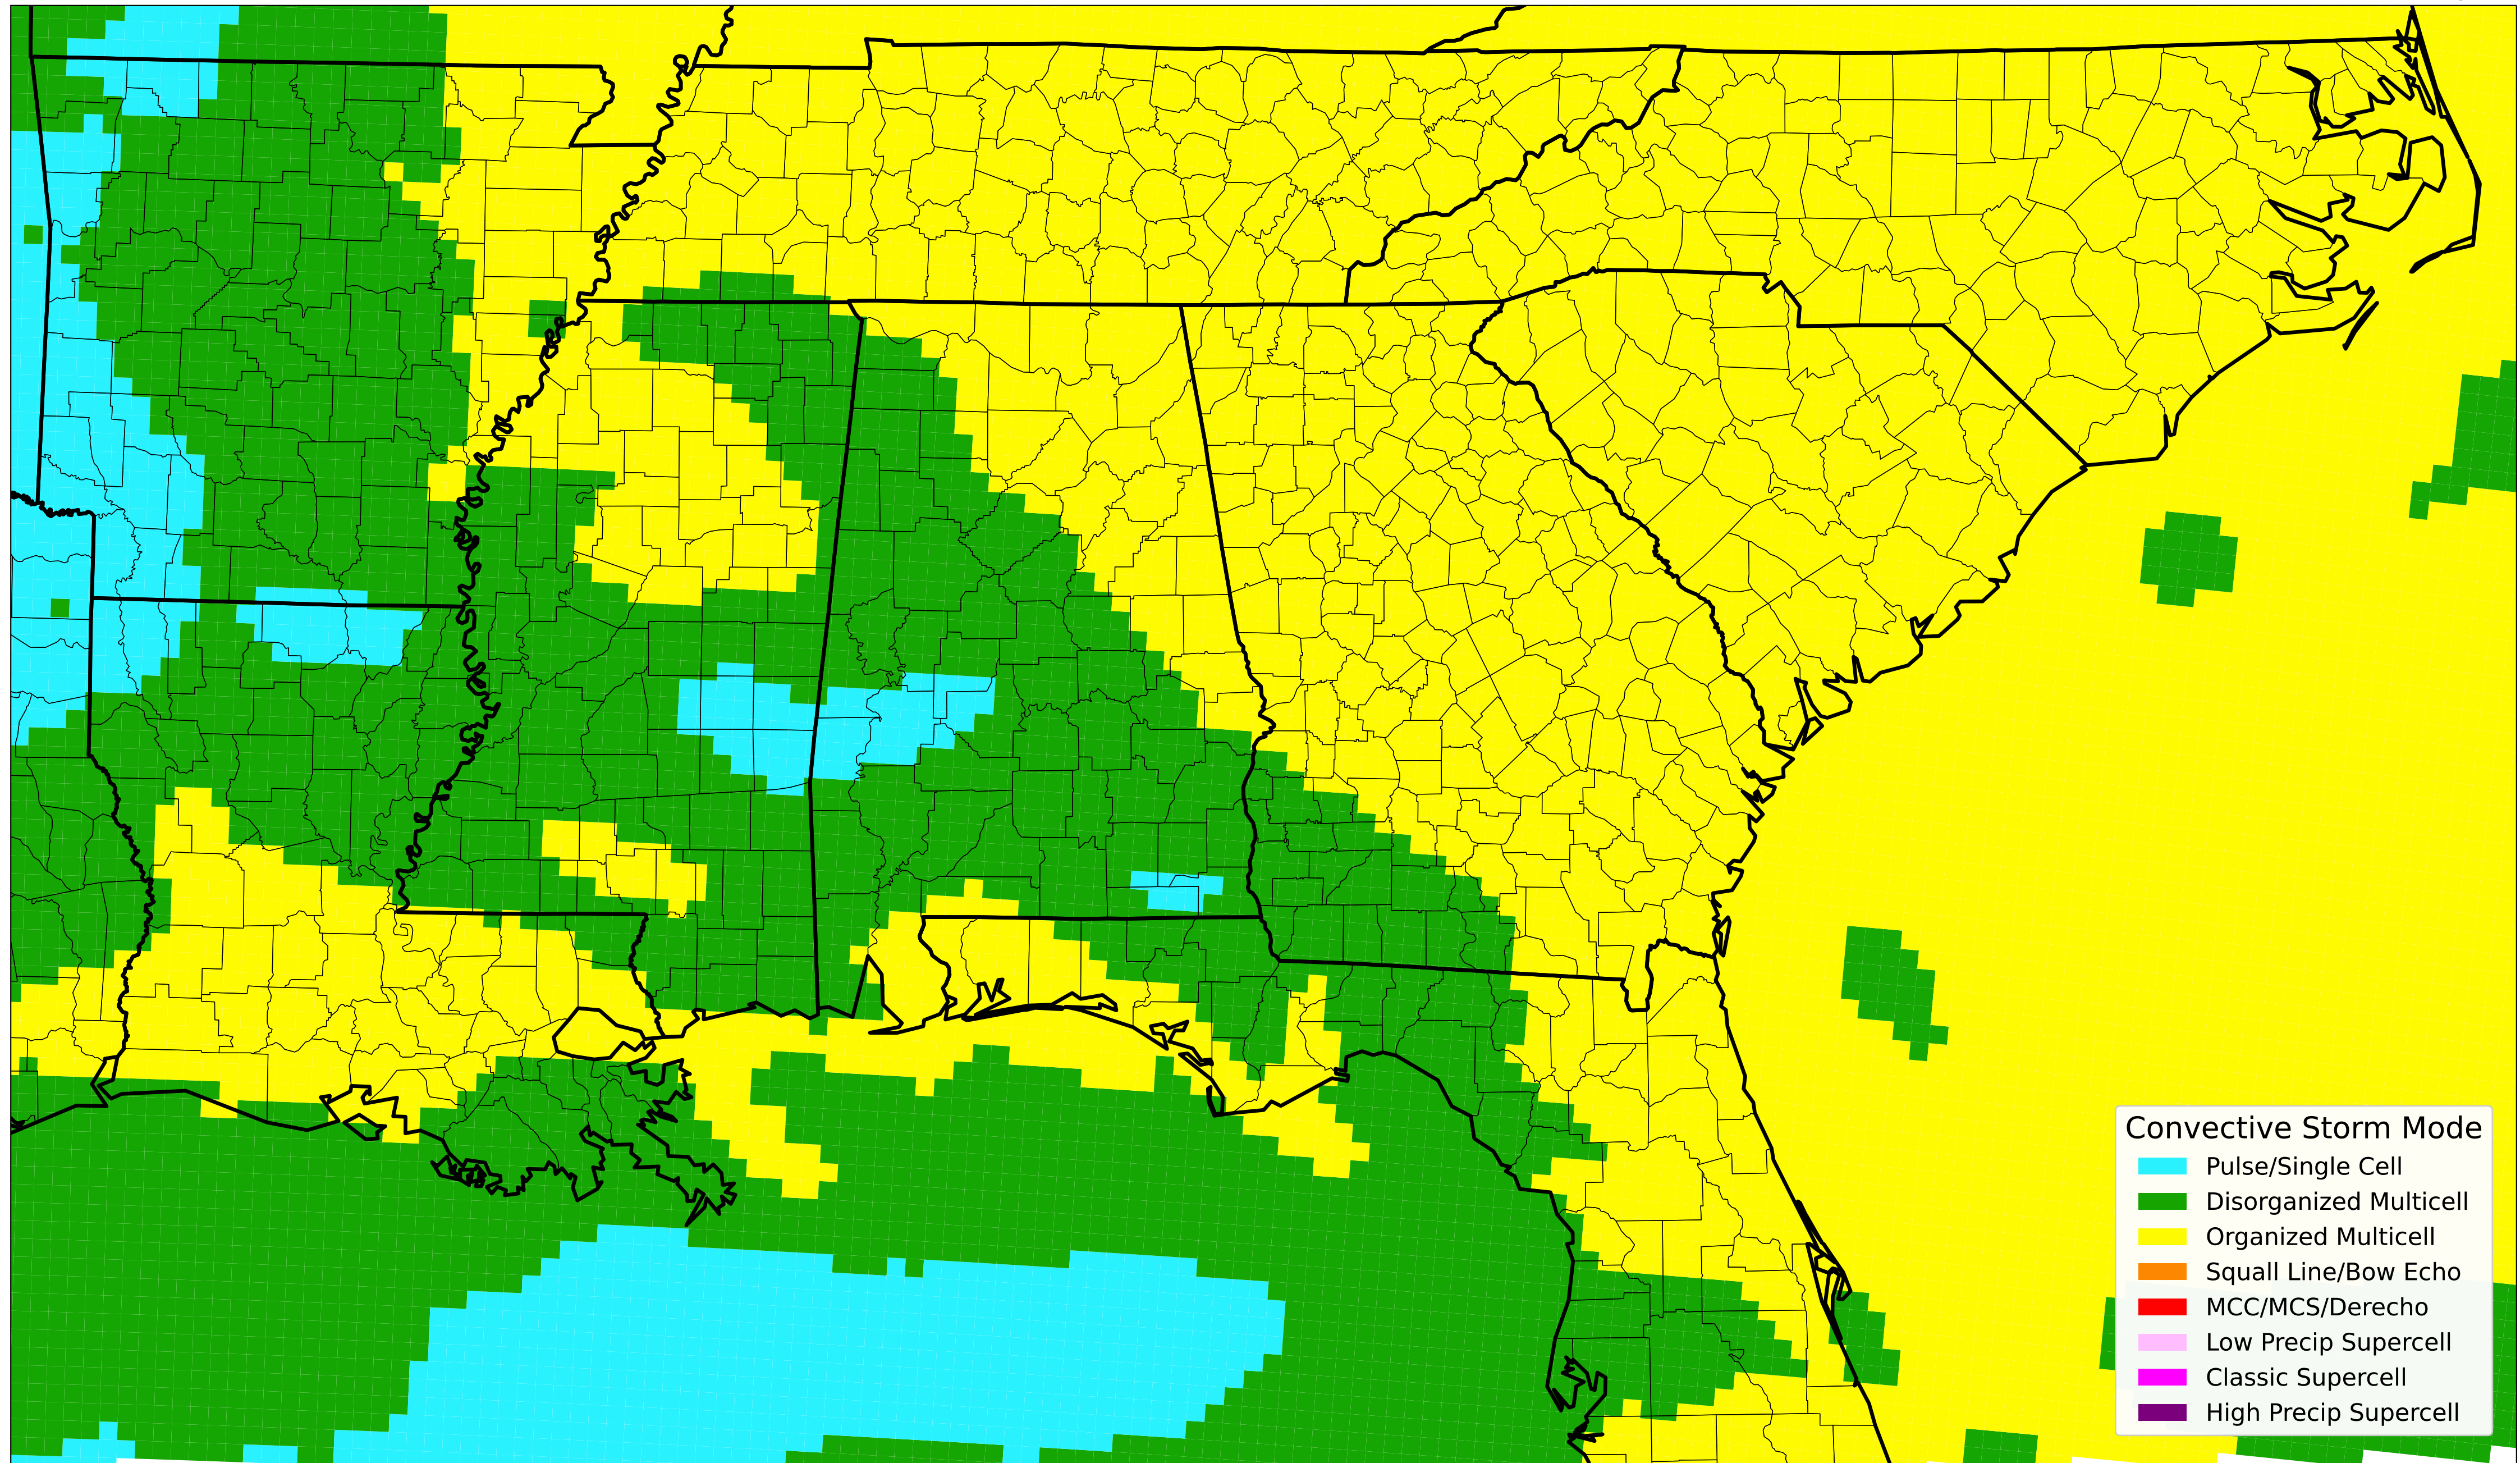 Convective Storm Mode
Pulse/Single Cell
Disorganized Multicell
Organized Multicell
Squall Line/Bow Echo
MCC/MCS/Derecho
Low Precip Supercell
Classic Supercell
High Precip Supercell